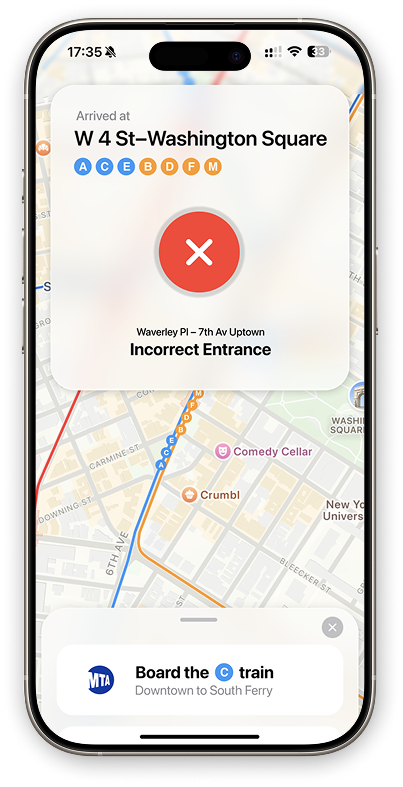 17:35
33
Arrived at
W 4 St–Washington Square
A C E B D F M
Waverley Pl – 7th Av Uptown
Incorrect Entrance
M
F
D
B
E
C
A
WASHI
SQUAR
Comedy Cellar
CARMINE ST
Crumbl
DOWNING ST
New Yo
Univers
6TH AVE
BLEECKER ST
MTA
Board the C train
Downtown to South Ferry